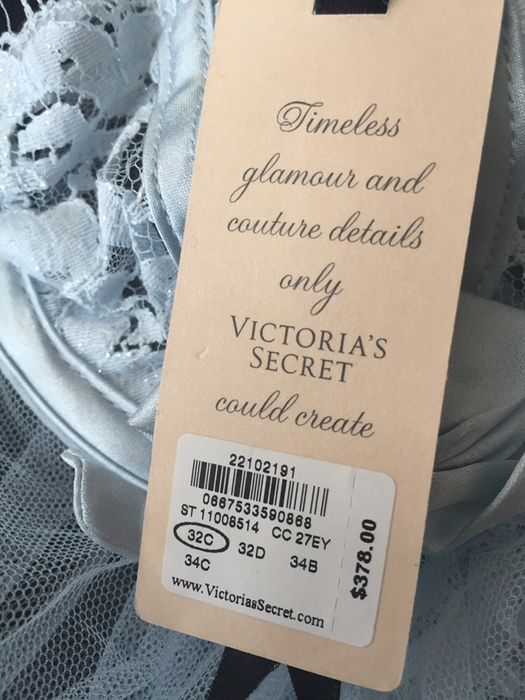 Timeless
glamour and
couture details
only
VICTORIA'S
SECRET
could create
22102191
0667533590868
ST 11008514 CC 27EY
32C 32D 34B
34C
www.VictoriasSecret.com
$378.00